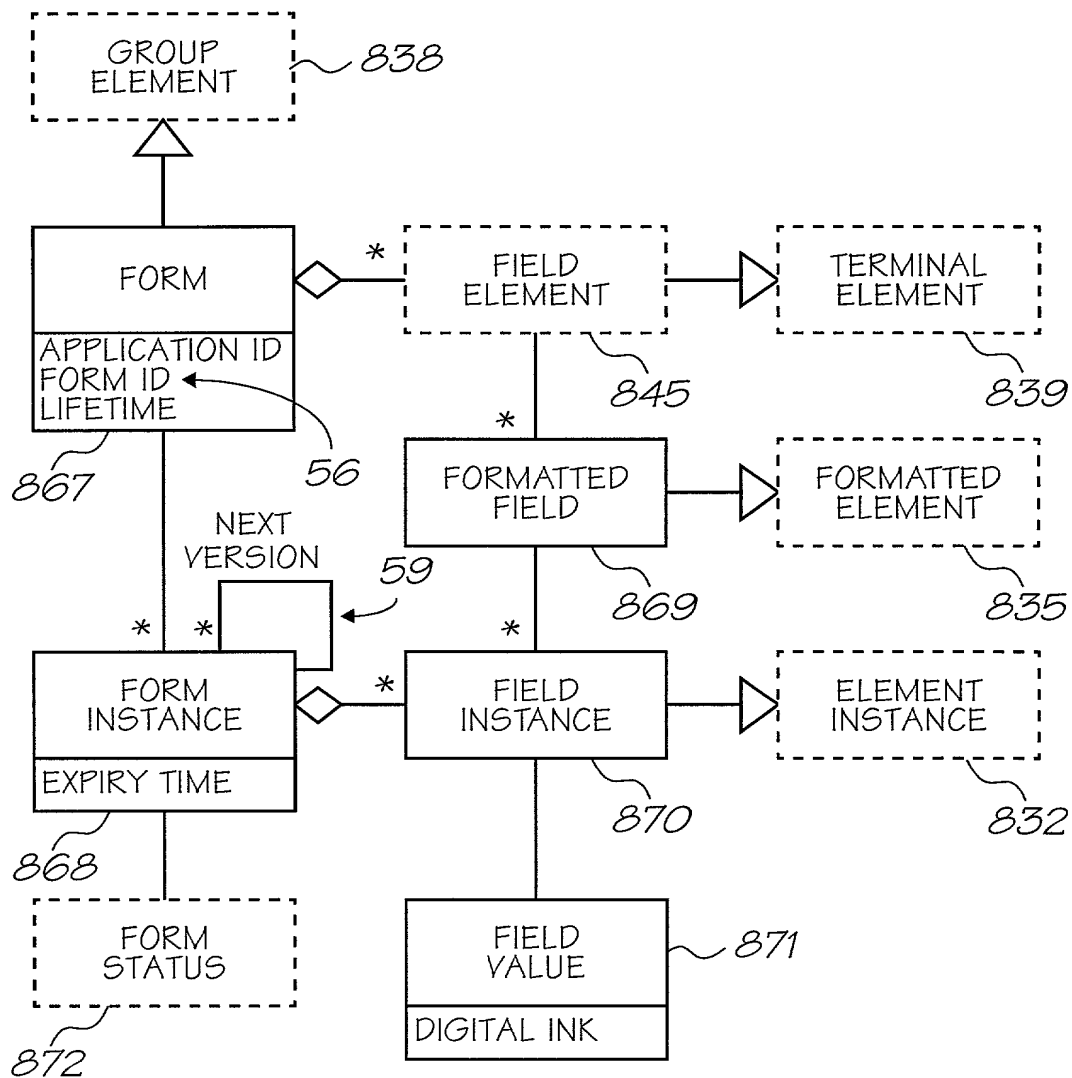 GROUP
ELEMENT
838
FORM
*
FIELD
ELEMENT
TERMINAL
ELEMENT
APPLICATION ID
FORM ID
LIFETIME
845
839
*
867
56
FORMATTED
FIELD
FORMATTED
ELEMENT
NEXT
VERSION
59
869
835
*
*
*
FORM
INSTANCE
*
FIELD
INSTANCE
ELEMENT
INSTANCE
EXPIRY TIME
870
832
868
FORM
STATUS
FIELD
VALUE
871
DIGITAL INK
872